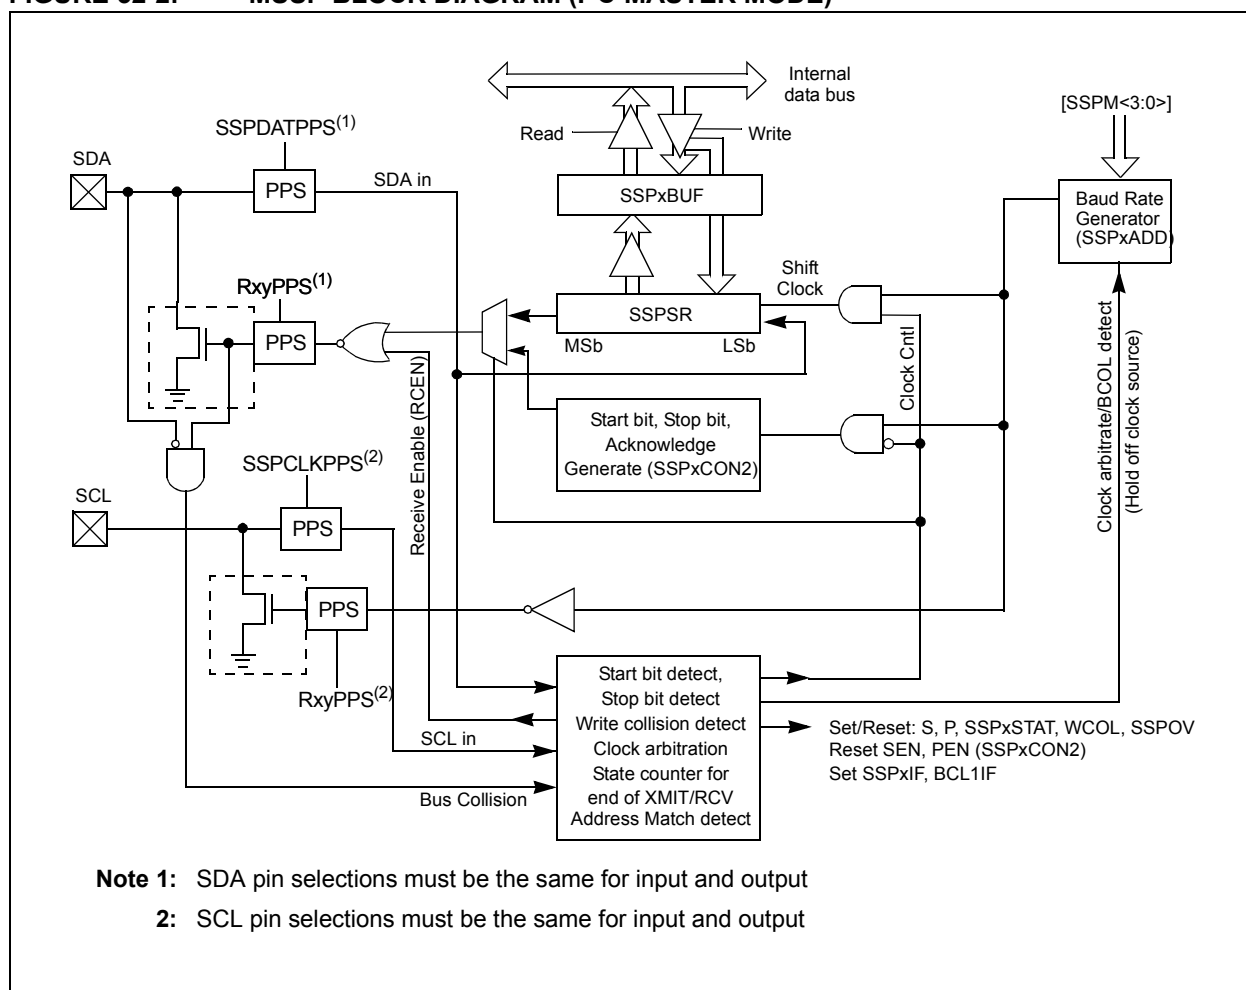 Internal
data bus
[SSPM<3:0>]
SSPDATPPS(1)
Read
Write
SDA
PPS
SDA in
SSPxBUF
Baud Rate
Generator
(SSPxADD)
RxyPPS(1)
Shift
Clock
PPS
SSPSR
MSb
LSb
Clock Cntl
Clock arbitrate/BCOL detect
(Hold off clock source)
Receive Enable (RCEN)
Start bit, Stop bit,
Acknowledge
Generate (SSPxCON2)
SSPCLKPPS(2)
SCL
PPS
PPS
RxyPPS(2)
Start bit detect,
Stop bit detect
Write collision detect
Clock arbitration
State counter for
end of XMIT/RCV
Address Match detect
SCL in
Bus Collision
Set/Reset: S, P, SSPxSTAT, WCOL, SSPOV
Reset SEN, PEN (SSPxCON2)
Set SSPxIF, BCL1IF
Note 1: SDA pin selections must be the same for input and output
2: SCL pin selections must be the same for input and output